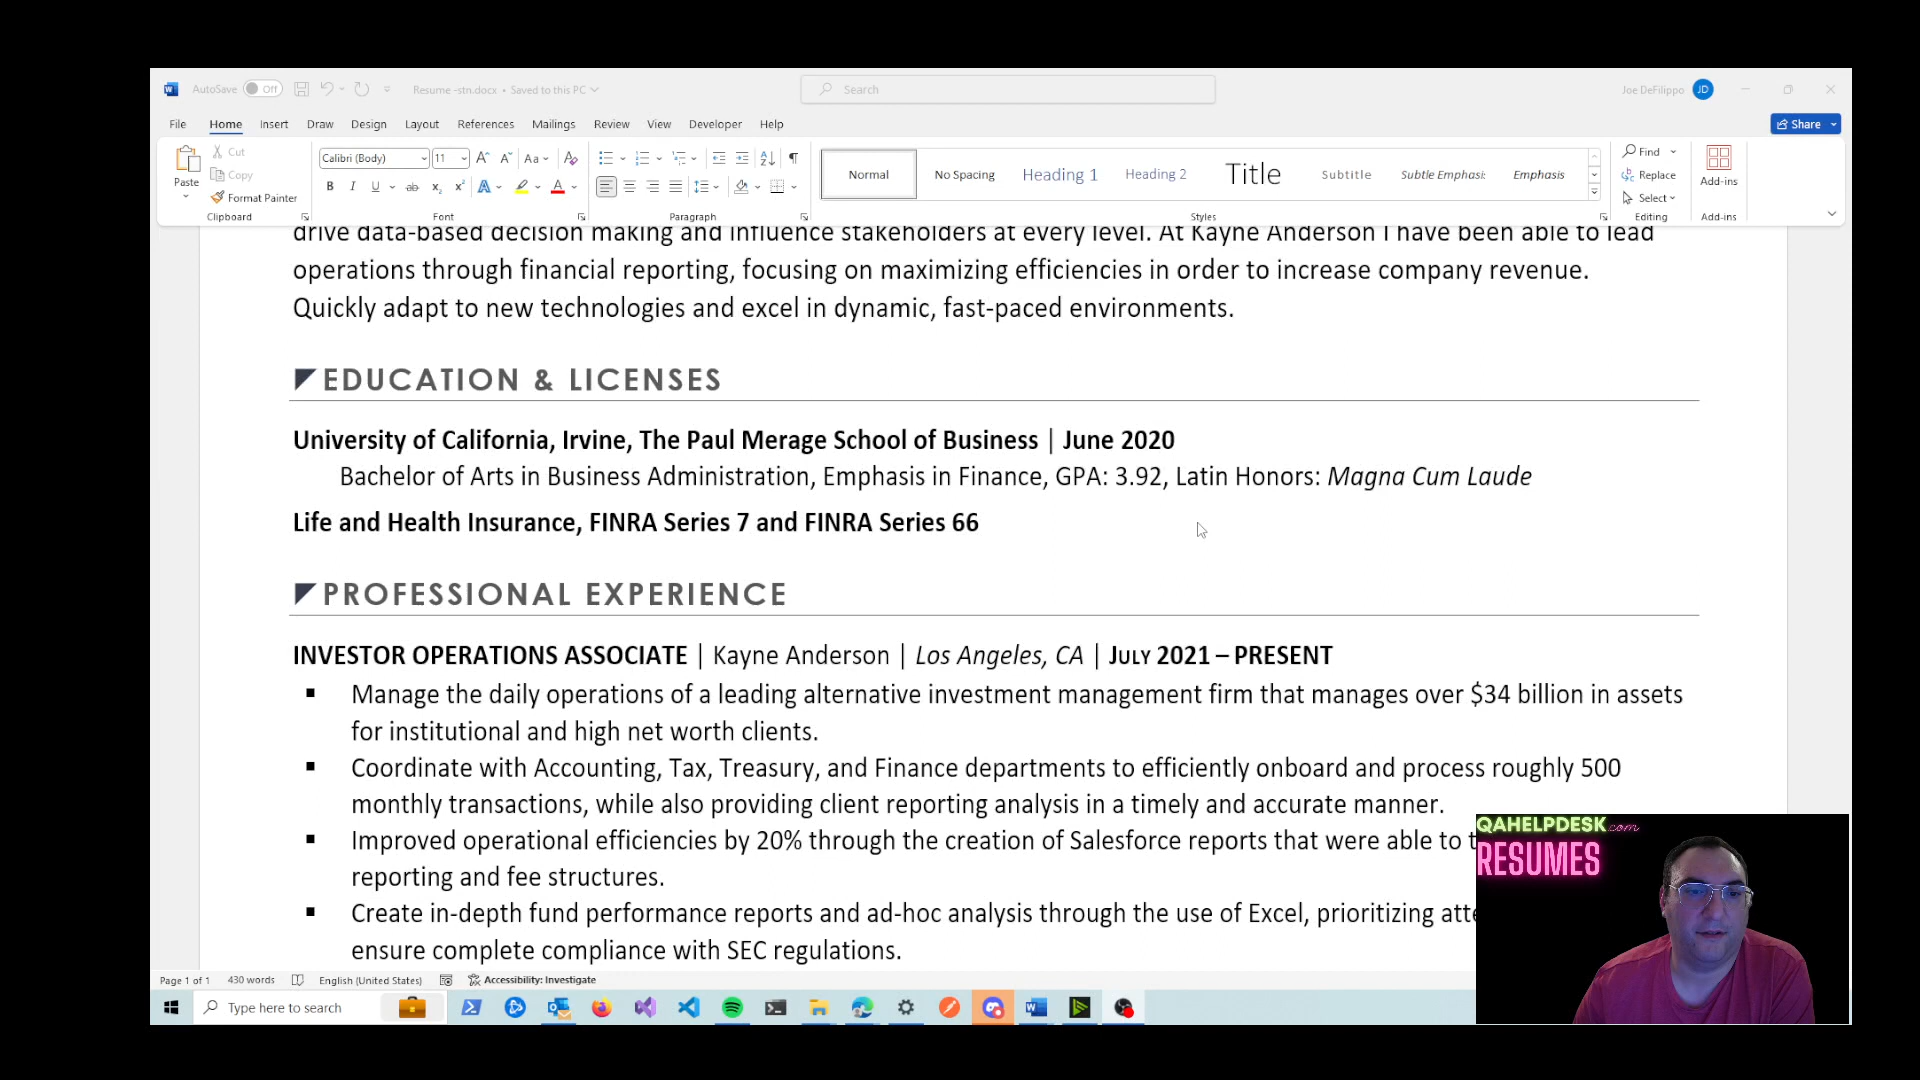 AutoSave Off Resume -stn.docx • Saved to this PC Search Joe DeFilippo JD
File Home Insert Draw Design Layout References Mailings Review View Developer Help Share
Paste Cut Copy Format Painter Clipboard
Calibri (Body) 11 Aa
B I U ab x₂ x² A A Font
Paragraph
Normal No Spacing Heading 1 Heading 2 Title Subtitle Subtle Emphas: Emphasis
Styles
Find Replace Select Editing
Add-ins Add-ins
drive data-based decision making and influence stakeholders at every level. At Kayne Anderson I have been able to lead
operations through financial reporting, focusing on maximizing efficiencies in order to increase company revenue.
Quickly adapt to new technologies and excel in dynamic, fast-paced environments.
EDUCATION & LICENSES
University of California, Irvine, The Paul Merage School of Business | June 2020
Bachelor of Arts in Business Administration, Emphasis in Finance, GPA: 3.92, Latin Honors: Magna Cum Laude
Life and Health Insurance, FINRA Series 7 and FINRA Series 66
PROFESSIONAL EXPERIENCE
INVESTOR OPERATIONS ASSOCIATE | Kayne Anderson | Los Angeles, CA | JULY 2021 – PRESENT
▪ Manage the daily operations of a leading alternative investment management firm that manages over $34 billion in assets
for institutional and high net worth clients.
▪ Coordinate with Accounting, Tax, Treasury, and Finance departments to efficiently onboard and process roughly 500
monthly transactions, while also providing client reporting analysis in a timely and accurate manner.
▪ Improved operational efficiencies by 20% through the creation of Salesforce reports that were able to t
reporting and fee structures.
▪ Create in-depth fund performance reports and ad-hoc analysis through the use of Excel, prioritizing atte
ensure complete compliance with SEC regulations.
QAHELPDESK.com
RESUMES
Page 1 of 1 430 words English (United States) Accessibility: Investigate
Type here to search